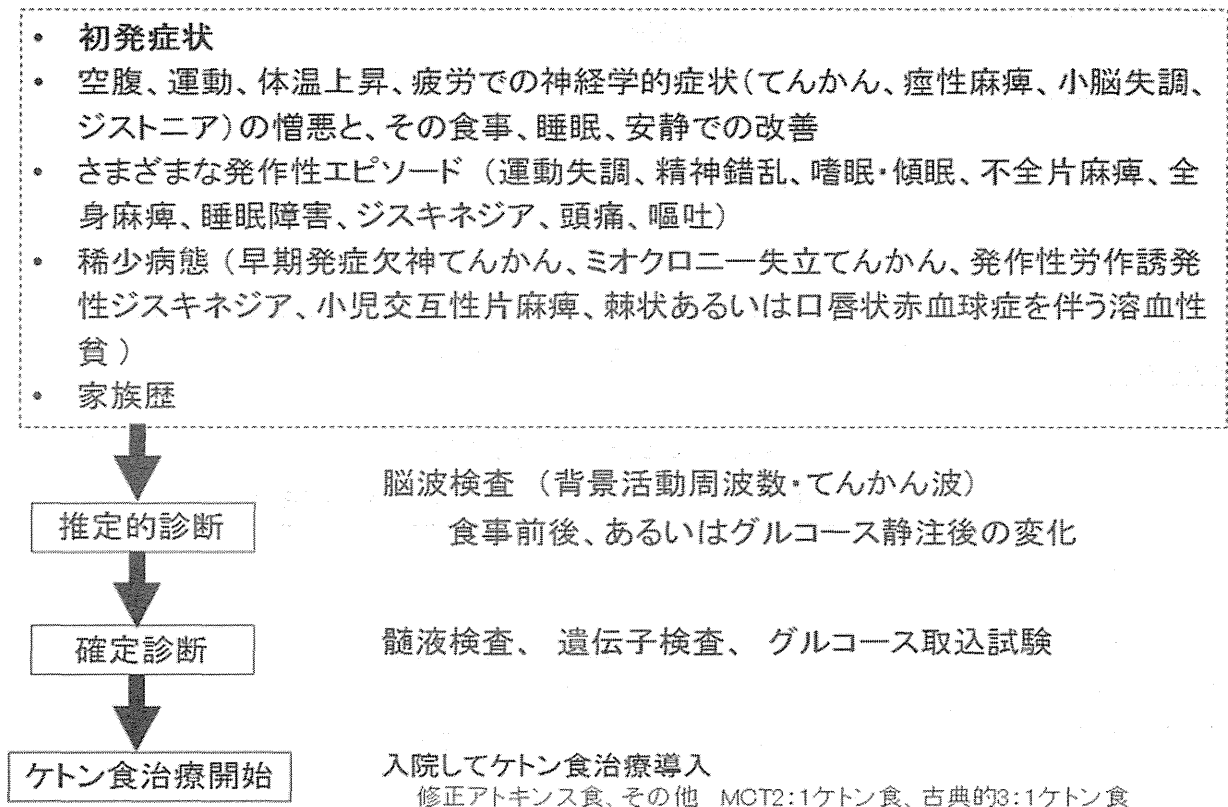 • 初発症状
• 空腹、運動、体温上昇、疲労での神経学的症状（てんかん、痙性麻痺、小脳失調、
ジストニア）の憎悪と、その食事、睡眠、安静での改善
• さまざまな発作性エピソード （運動失調、精神錯乱、嗜眠・傾眠、不全片麻痺、全
身麻痺、睡眠障害、ジスキネジア、頭痛、嘔吐）
• 稀少病態 （早期発症欠神てんかん、ミオクロニー失立てんかん、発作性労作誘発
性ジスキネジア、小児交互性片麻痺、棘状あるいは口唇状赤血球症を伴う溶血性
貧 ）
• 家族歴
脳波検査 （背景活動周波数・てんかん波）
推定的診断
食事前後、あるいはグルコース静注後の変化
確定診断
髄液検査、 遺伝子検査、 グルコース取込試験
ケトン食治療開始
入院してケトン食治療導入
修正アトキンス食、その他 MCT2：1ケトン食、古典的3：1ケトン食